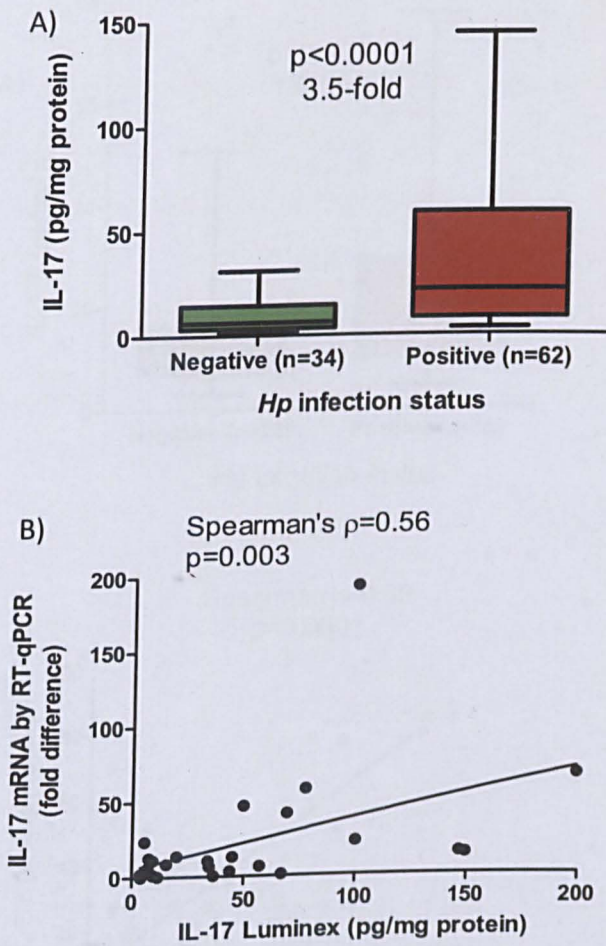 A)
p<0.0001
3.5-fold
IL-17 (pg/mg protein)
150
100
50
0
Negative (n=34)
Positive (n=62)
Hp infection status
B)
Spearman's ρ=0.56
p=0.003
IL-17 mRNA by RT-qPCR
(fold difference)
200
150
100
50
0
0
50
100
150
200
IL-17 Luminex (pg/mg protein)